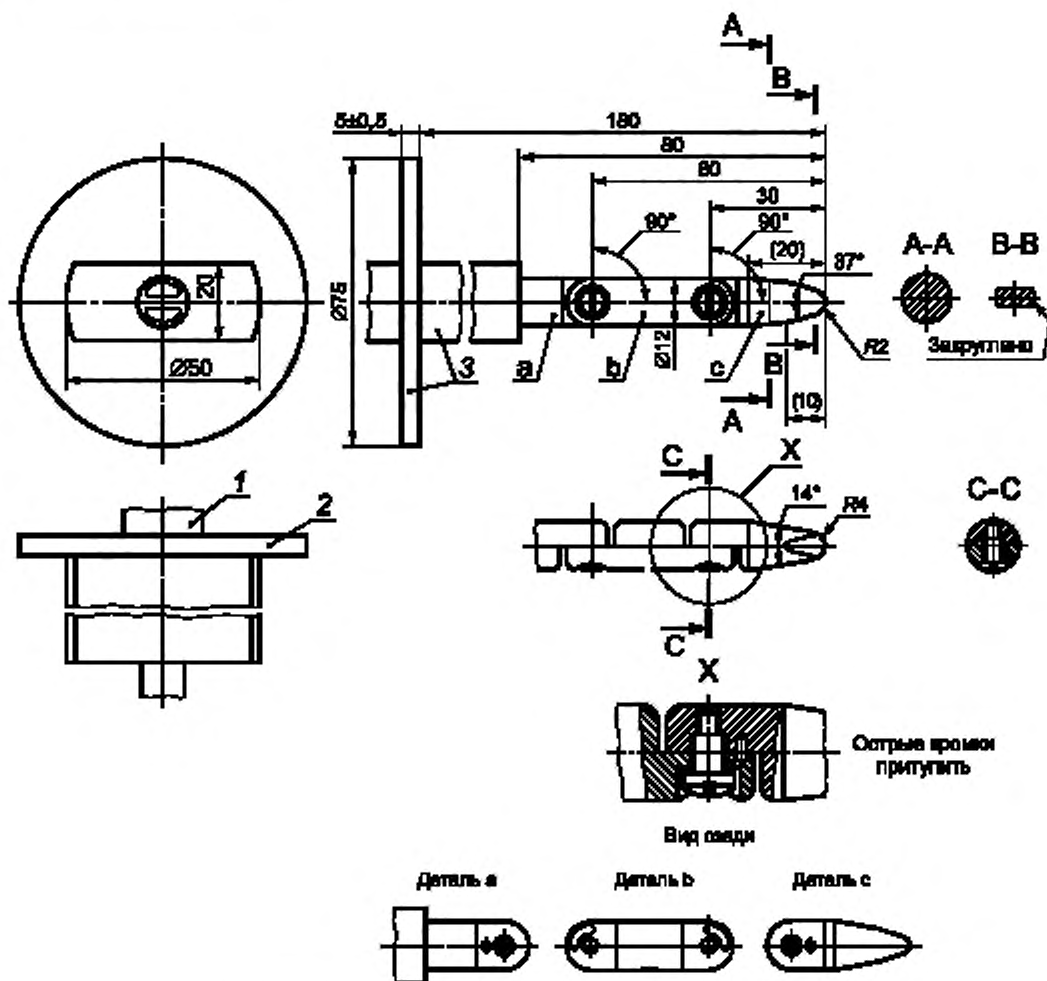 A
B
5±0,5
180
80
60
30
90°
90°
(20)
37°
A-A
B-B
20
Ø75
Ø12
Ø50
3
a
b
c
B
R2
Закруглено
A
(10)
X
C
1
2
14°
R4
C-C
C
X
Острые кромки
притупить
Вид сзади
Деталь a
Деталь b
Деталь c